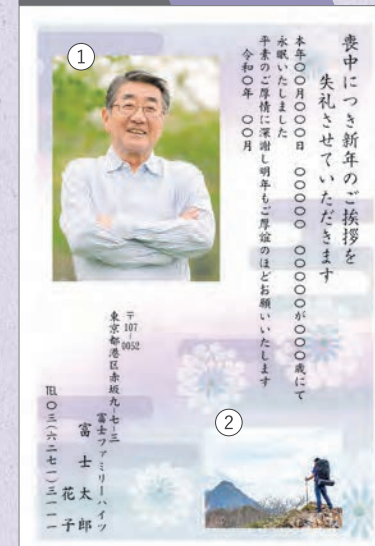 喪中につき新年のご挨拶を
失礼させていただきます
本年〇〇月〇〇〇日 〇〇〇〇〇 〇〇〇〇〇が〇〇〇歳にて
永眠いたしました
平素のご厚情に深謝し明年もご厚誼のほどお願いいたします
令和〇年 〇〇月
①
〒107-0052
東京都港区赤坂九-七-三
富士ファミリーハイツ
富士太郎
花子
TEL〇三(六二七一)三一一一
②